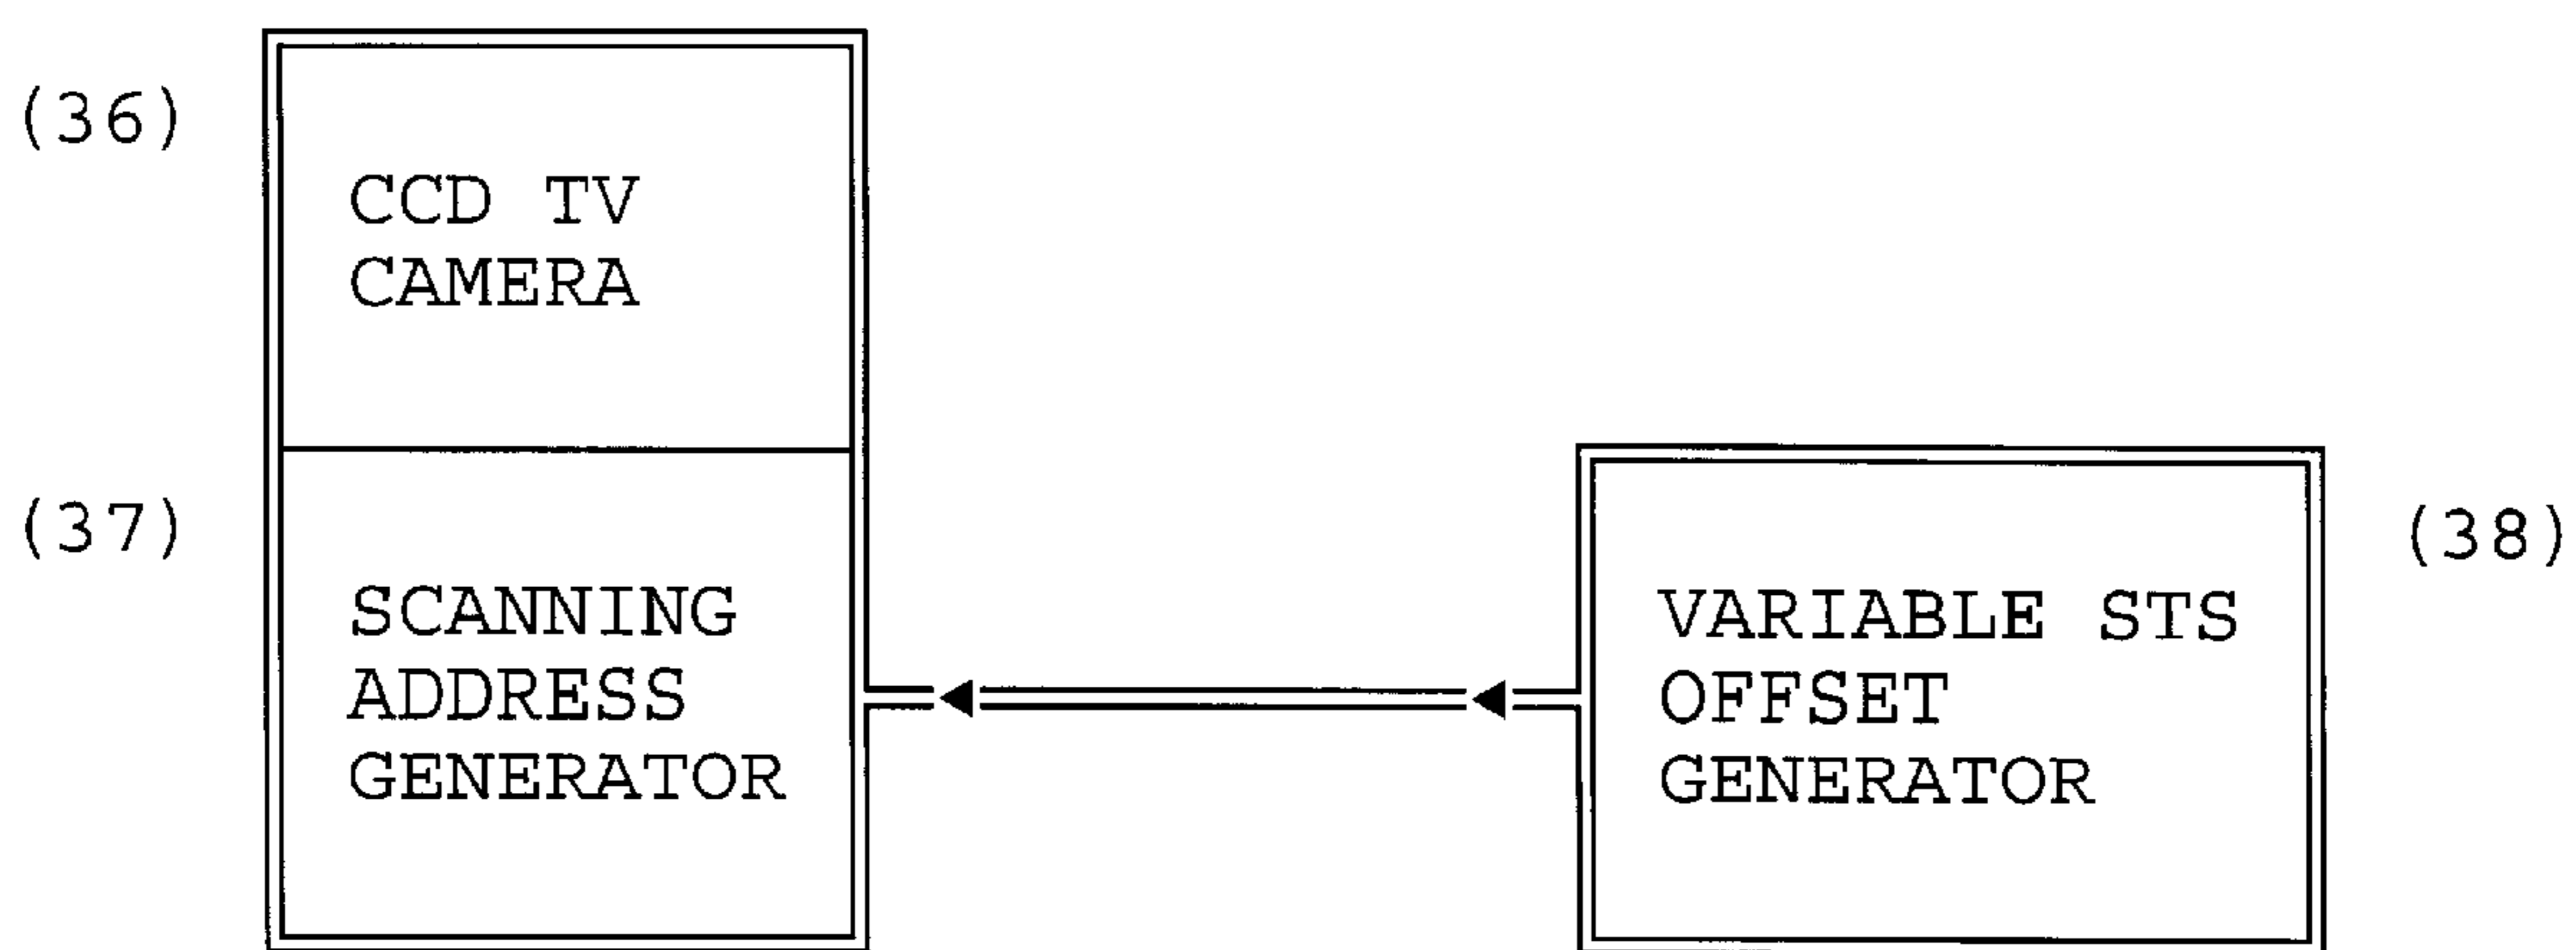 (36)
CCD TV
CAMERA
(37)
SCANNING
ADDRESS
GENERATOR
(38)
VARIABLE STS
OFFSET
GENERATOR